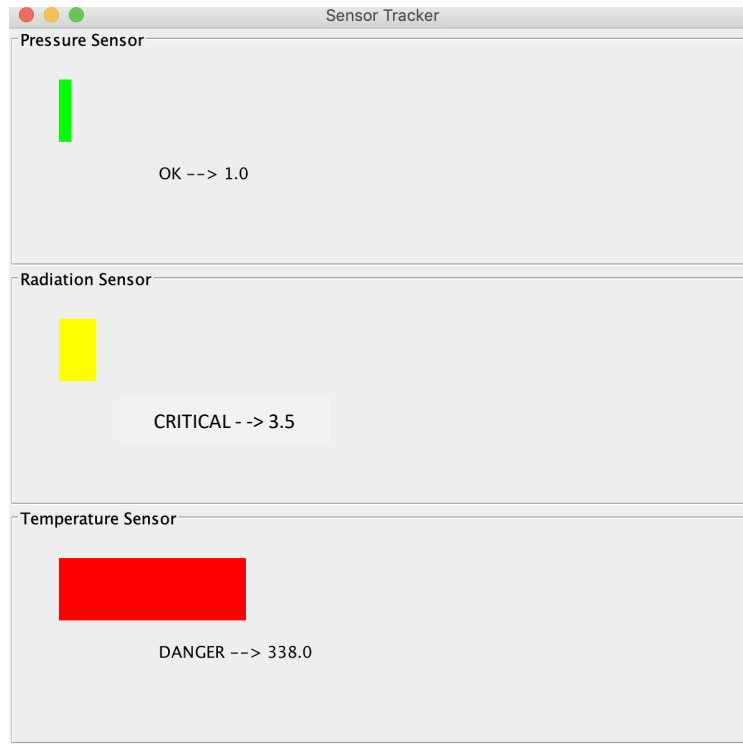 Sensor Tracker
Pressure Sensor
OK --> 1.0
Radiation Sensor
CRITICAL - -> 3.5
Temperature Sensor
DANGER --> 338.0